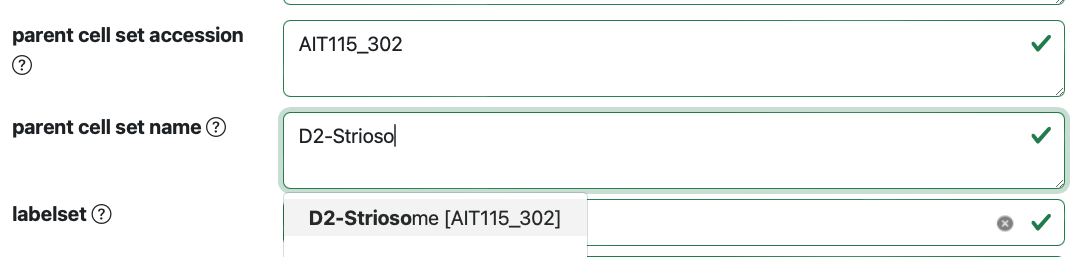 parent cell set accession
?
AIT115_302
parent cell set name ?
D2-Strioso
labelset ?
D2-Striosome [AIT115_302]